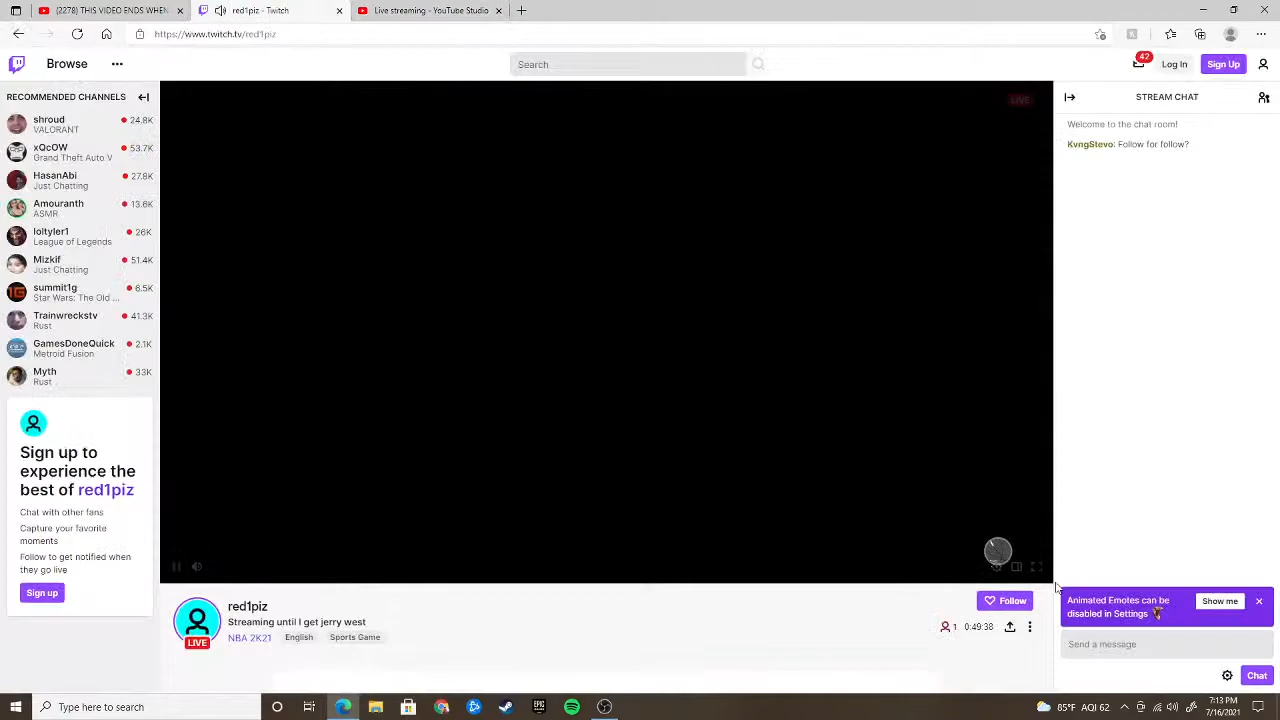 (2278) THIS VIDEO ENDS WHEN
red1piz - Twitch
Live streaming - YouTube Studio
https://www.twitch.tv/red1piz
Browse
Search
42
Log In
Sign Up
RECOMMENDED CHANNELS
shroud
VALORANT
24.8K
xQcOW
Grand Theft Auto V
53.7K
HasanAbi
Just Chatting
27.8K
Amouranth
ASMR
13.6K
loltyler1
League of Legends
26K
Mizkif
Just Chatting
51.4K
summit1g
Star Wars: The Old ...
6.5K
Trainwreckstv
Rust
41.3K
GamesDoneQuick
Metroid Fusion
2.1K
Myth
Rust
33K
Sign up to
experience the
best of red1piz
Chat with other fans
Capture your favorite
moments
Follow to get notified when
they go live
Sign up
LIVE
red1piz
Streaming until I get jerry west
NBA 2K21
English
Sports Game
LIVE
Follow
1
0:49:38
STREAM CHAT
Welcome to the chat room!
KvngStevo: Follow for follow?
Animated Emotes can be
disabled in Settings
Show me
Send a message
Chat
Type here to search
EPIC
85°F AQI 62
7:13 PM
7/16/2021